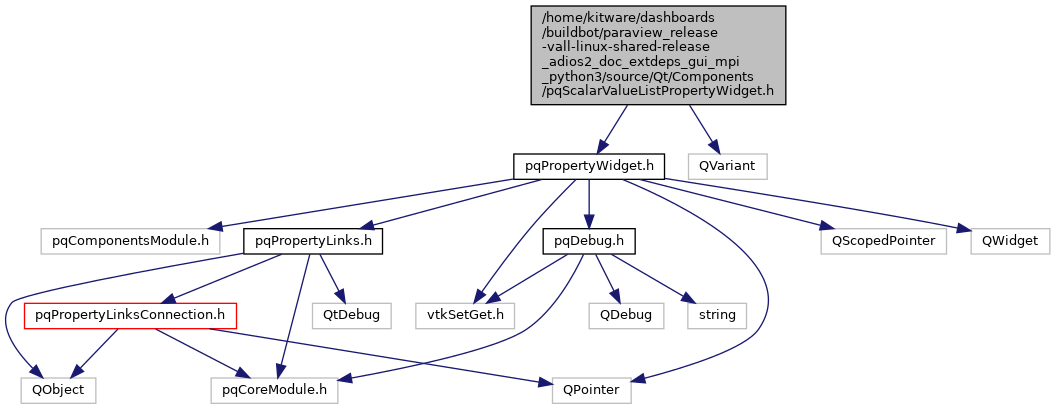 /home/kitware/dashboards
/buildbot/paraview_release
-vall-linux-shared-release
_adios2_doc_extdeps_gui_mpi
_python3/source/Qt/Components
/pqScalarValueListPropertyWidget.h
pqPropertyWidget.h
QVariant
pqComponentsModule.h
pqPropertyLinks.h
pqDebug.h
QScopedPointer
QWidget
pqPropertyLinksConnection.h
QtDebug
vtkSetGet.h
QDebug
string
QObject
pqCoreModule.h
QPointer